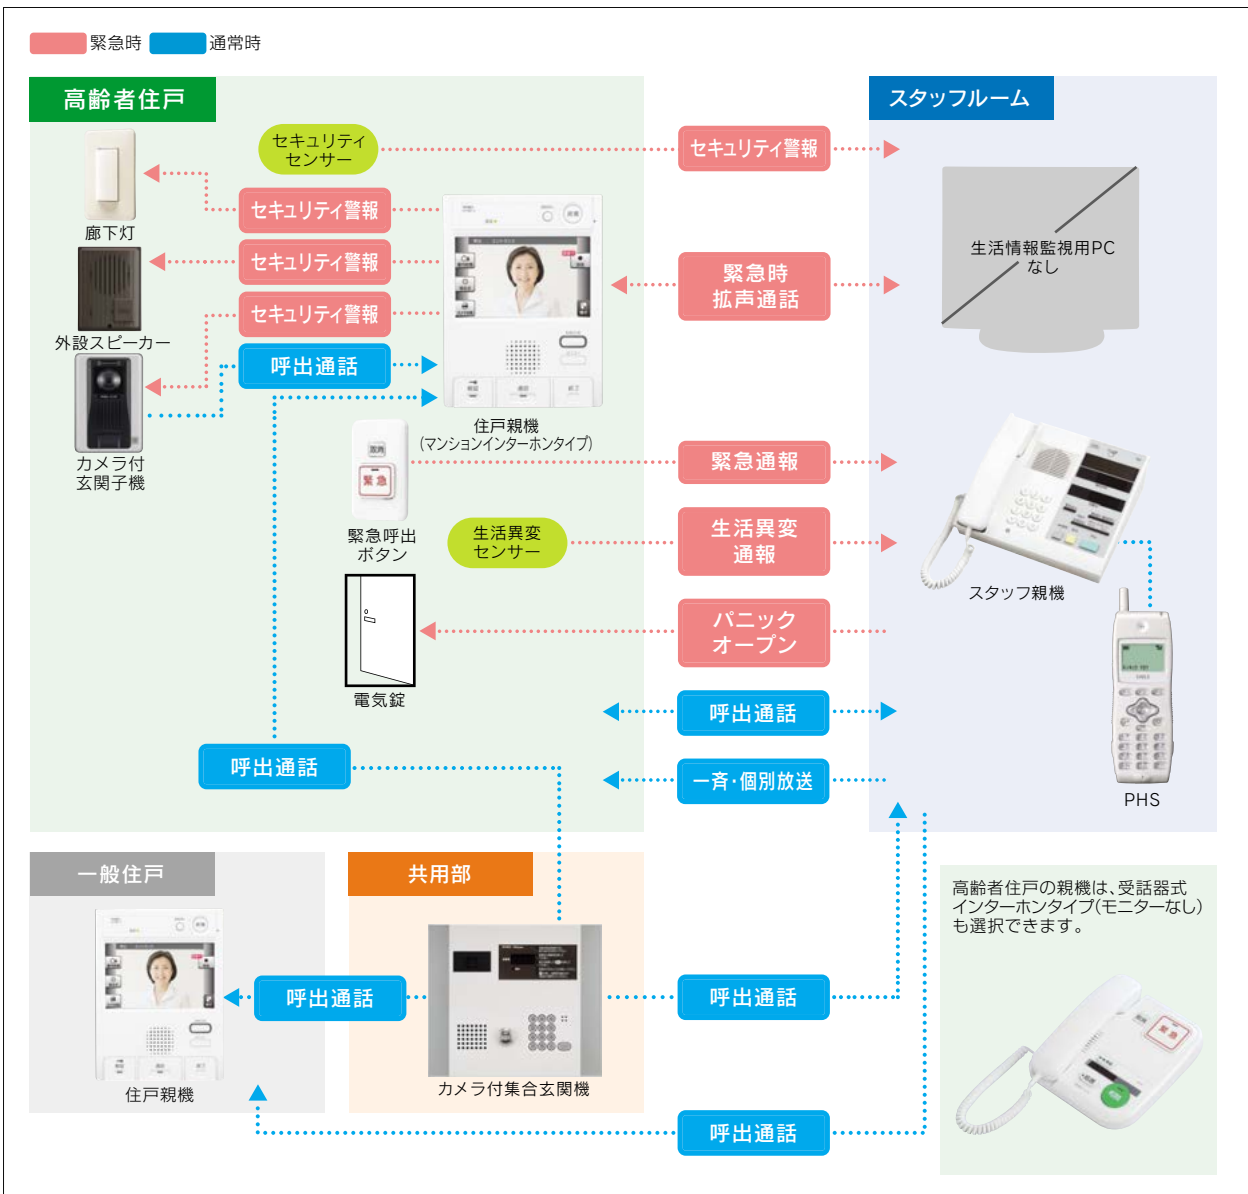 緊急時
通常時
高齢者住戸
スタッフルーム
セキュリティ
センサー
セキュリティ警報
セキュリティ警報
廊下灯
セキュリティ警報
外設スピーカー
セキュリティ警報
呼出通話
カメラ付
玄関子機
住戸親機
(マンションインターホンタイプ)
緊急時
拡声通話
生活情報監視用PC
なし
緊急
緊急呼出
ボタン
緊急通報
生活異変
センサー
生活異変
通報
スタッフ親機
パニック
オープン
電気錠
呼出通話
一斉・個別放送
PHS
呼出通話
一般住戸
共用部
呼出通話
呼出通話
住戸親機
カメラ付集合玄関機
呼出通話
高齢者住戸の親機は、受話器式
インターホンタイプ(モニターなし)
も選択できます。
緊急